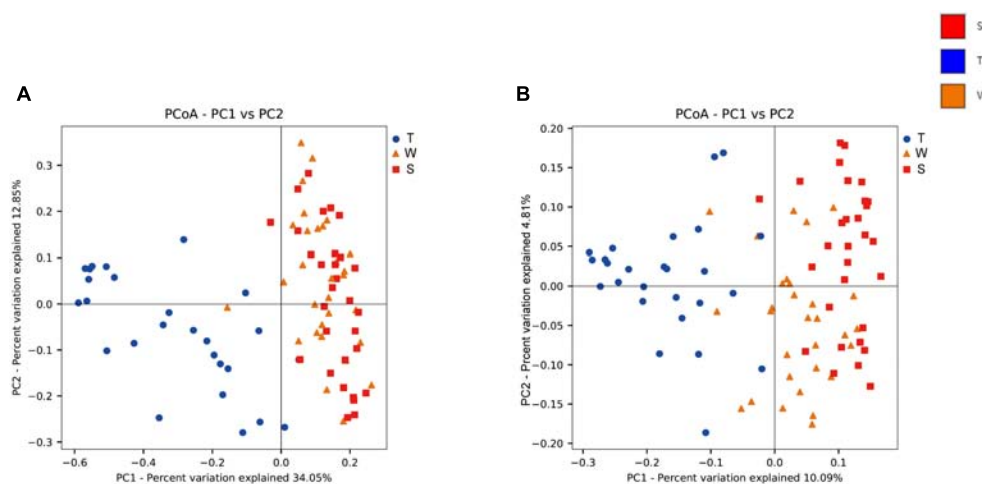 S
T
A
B
PCoA - PC1 vs PC2
PCoA - PC1 vs PC2
T
W
S
T
W
S
PC2 - Percent variation explained 12.85%
0.3
0.2
0.1
0.0
−0.1
−0.2
−0.3
−0.6
−0.4
−0.2
0.0
0.2
PC1 - Percent variation explained 34.05%
PC2 - Prcent variation explained 4.81%
0.20
0.15
0.10
0.05
0.00
−0.05
−0.10
−0.15
−0.20
−0.3
−0.2
−0.1
0.0
0.1
PC1 - Percent variation explained 10.09%